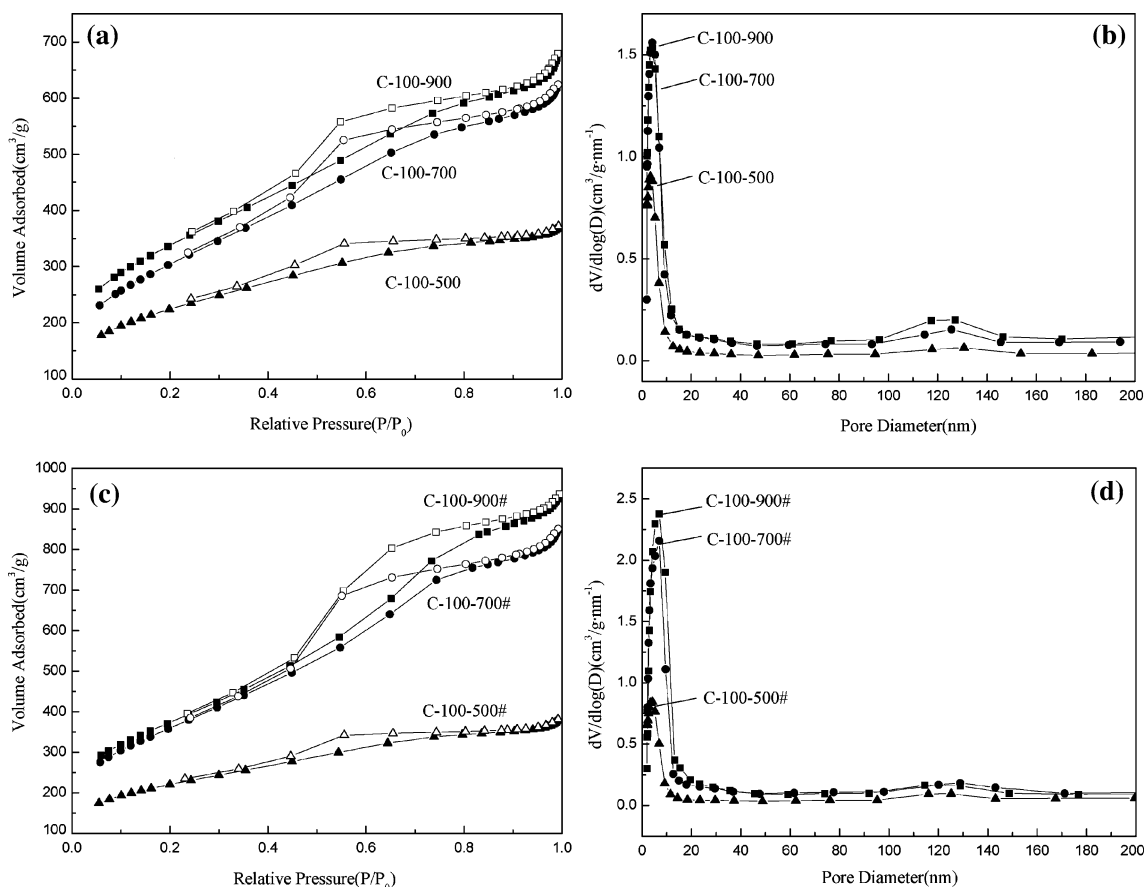 (a)
700
600
500
400
300
200
100
Volume Adsorbed(cm³/g)
C-100-900
C-100-700
C-100-500
0.0 0.2 0.4 0.6 0.8 1.0
Relative Pressure(P/P₀)
(b)
1.5
1.0
0.5
0.0
dV/dlog(D)(cm³/g·nm⁻¹)
C-100-900
C-100-700
C-100-500
0 20 40 60 80 100 120 140 160 180 200
Pore Diameter(nm)
(c)
1000
900
800
700
600
500
400
300
200
100
Volume Adsorbed(cm³/g)
C-100-900#
C-100-700#
C-100-500#
0.0 0.2 0.4 0.6 0.8 1.0
Relative Pressure(P/P₀)
(d)
2.5
2.0
1.5
1.0
0.5
0.0
dV/dlog(D)(cm³/g·nm⁻¹)
C-100-900#
C-100-700#
C-100-500#
0 20 40 60 80 100 120 140 160 180 200
Pore Diameter(nm)